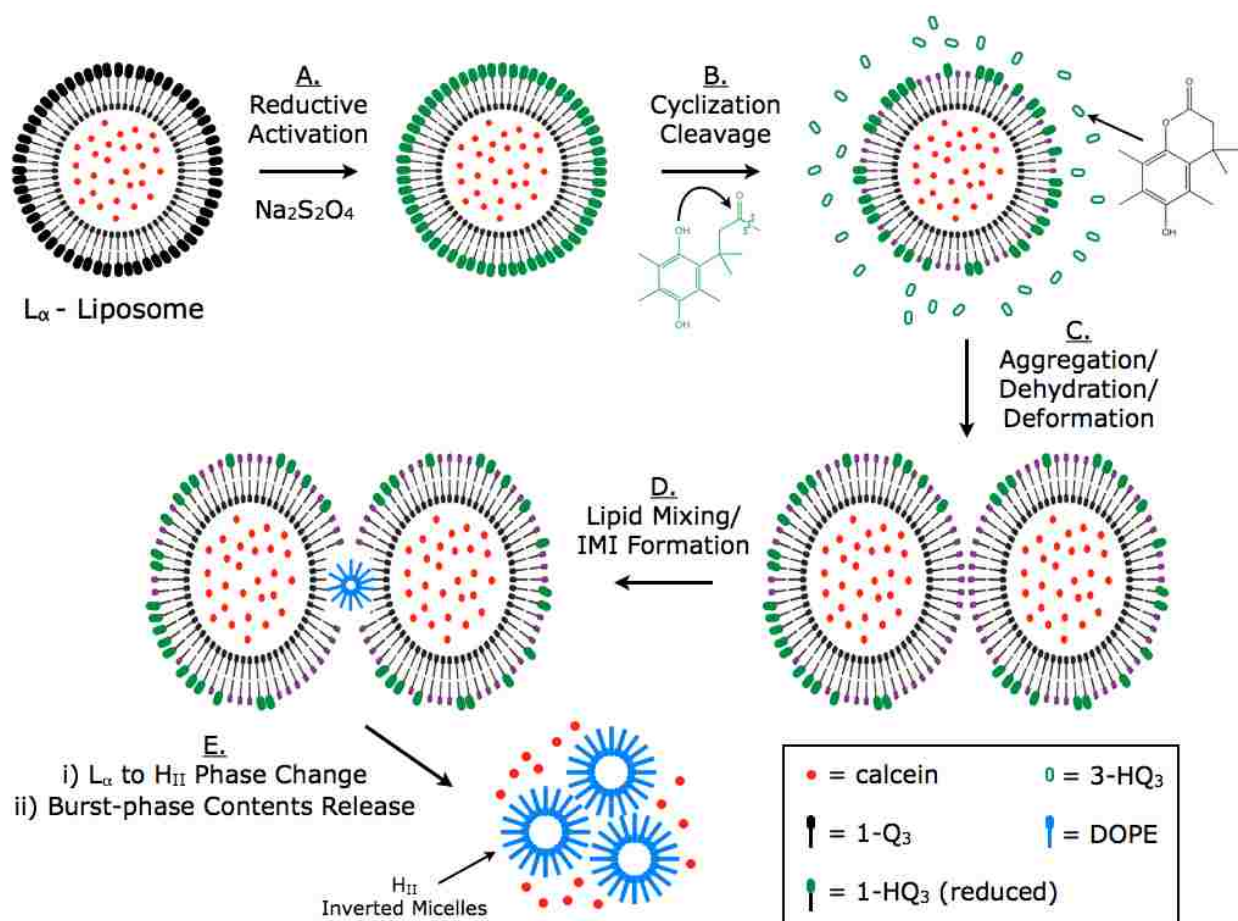 A.
Reductive
Activation
Na₂S₂O₄
Lα - Liposome
B.
Cyclization
Cleavage
OH
O
OH
O
O
OH
C.
Aggregation/
Dehydration/
Deformation
D.
Lipid Mixing/
IMI Formation
E.
i) Lα to HII Phase Change
ii) Burst-phase Contents Release
HII
Inverted Micelles
= calcein
= 3-HQ₃
= 1-Q₃
= DOPE
= 1-HQ₃ (reduced)